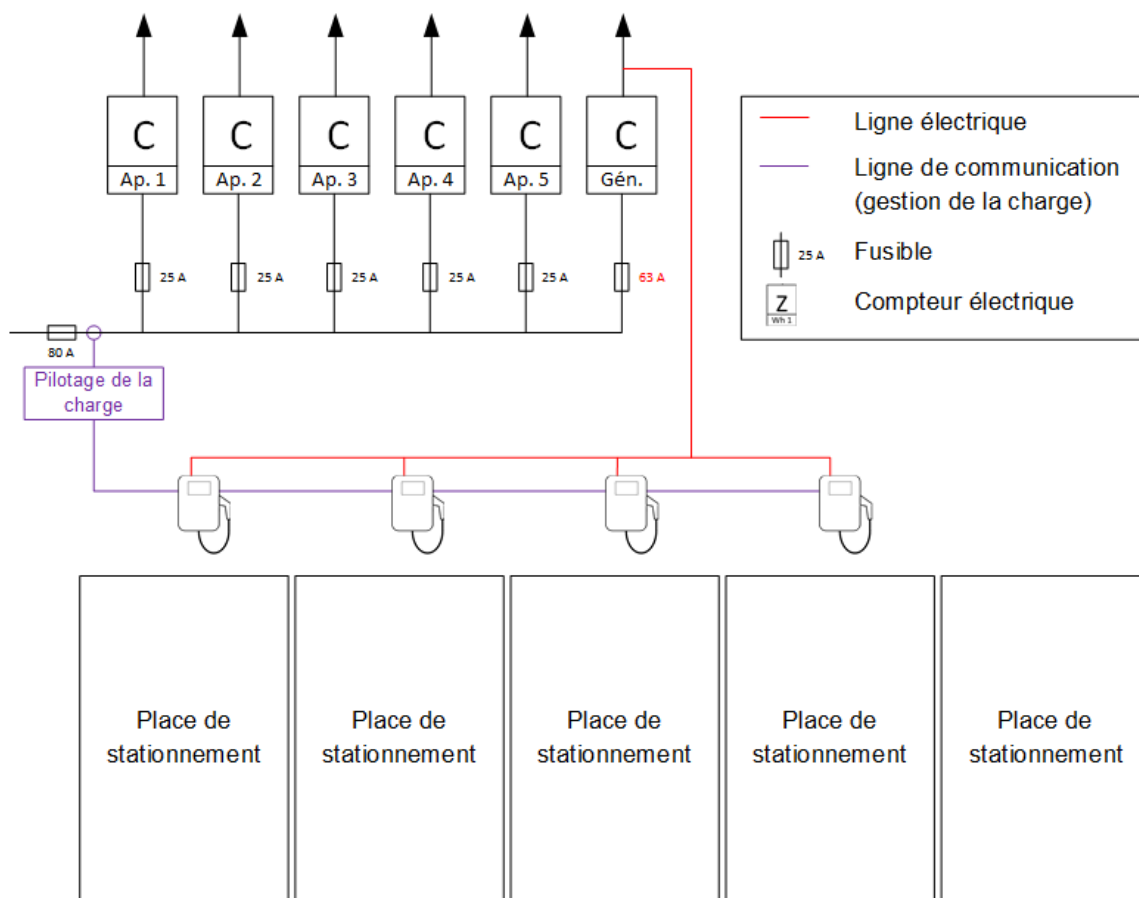 C
C
C
C
C
C
Ap. 1
Ap. 2
Ap. 3
Ap. 4
Ap. 5
Gén.
25 A
25 A
25 A
25 A
25 A
63 A
80 A
Pilotage de la
charge
Ligne électrique
Ligne de communication
(gestion de la charge)
25 A
Fusible
Z
Wh 1
Compteur électrique
Place de
stationnement
Place de
stationnement
Place de
stationnement
Place de
stationnement
Place de
stationnement